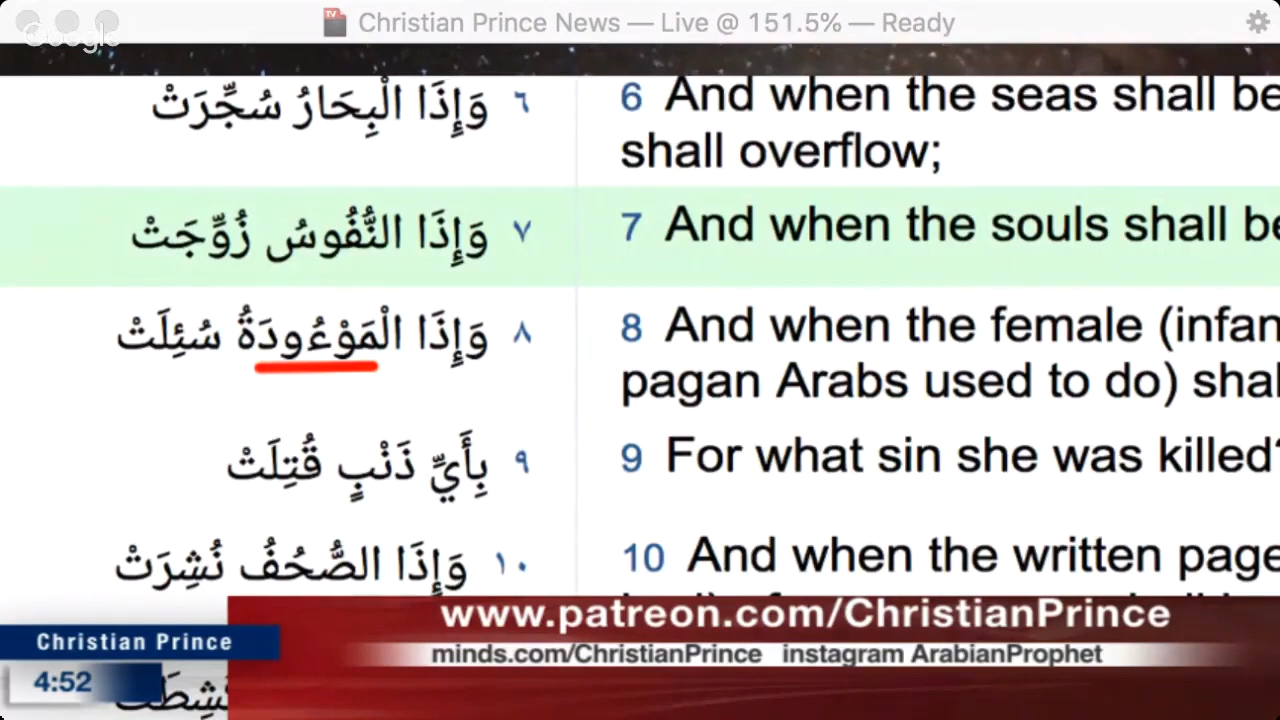 Christian Prince News — Live @ 151.5% — Ready
Google
وَإِذَا الْبِحَارُ سُجِّرَتْ ٦
6 And when the seas shall be
shall overflow;
وَإِذَا النُّفُوسُ زُوِّجَتْ ٧
7 And when the souls shall be
وَإِذَا الْمَوْءُودَةُ سُئِلَتْ ٨
8 And when the female (infan
pagan Arabs used to do) shal
بِأَيِّ ذَنْبٍ قُتِلَتْ ٩
9 For what sin she was killed?
وَإِذَا الصُّحُفُ نُشِرَتْ ١٠
10 And when the written page
www.patreon.com/ChristianPrince
minds.com/ChristianPrince instagram ArabianProphet
Christian Prince
4:52